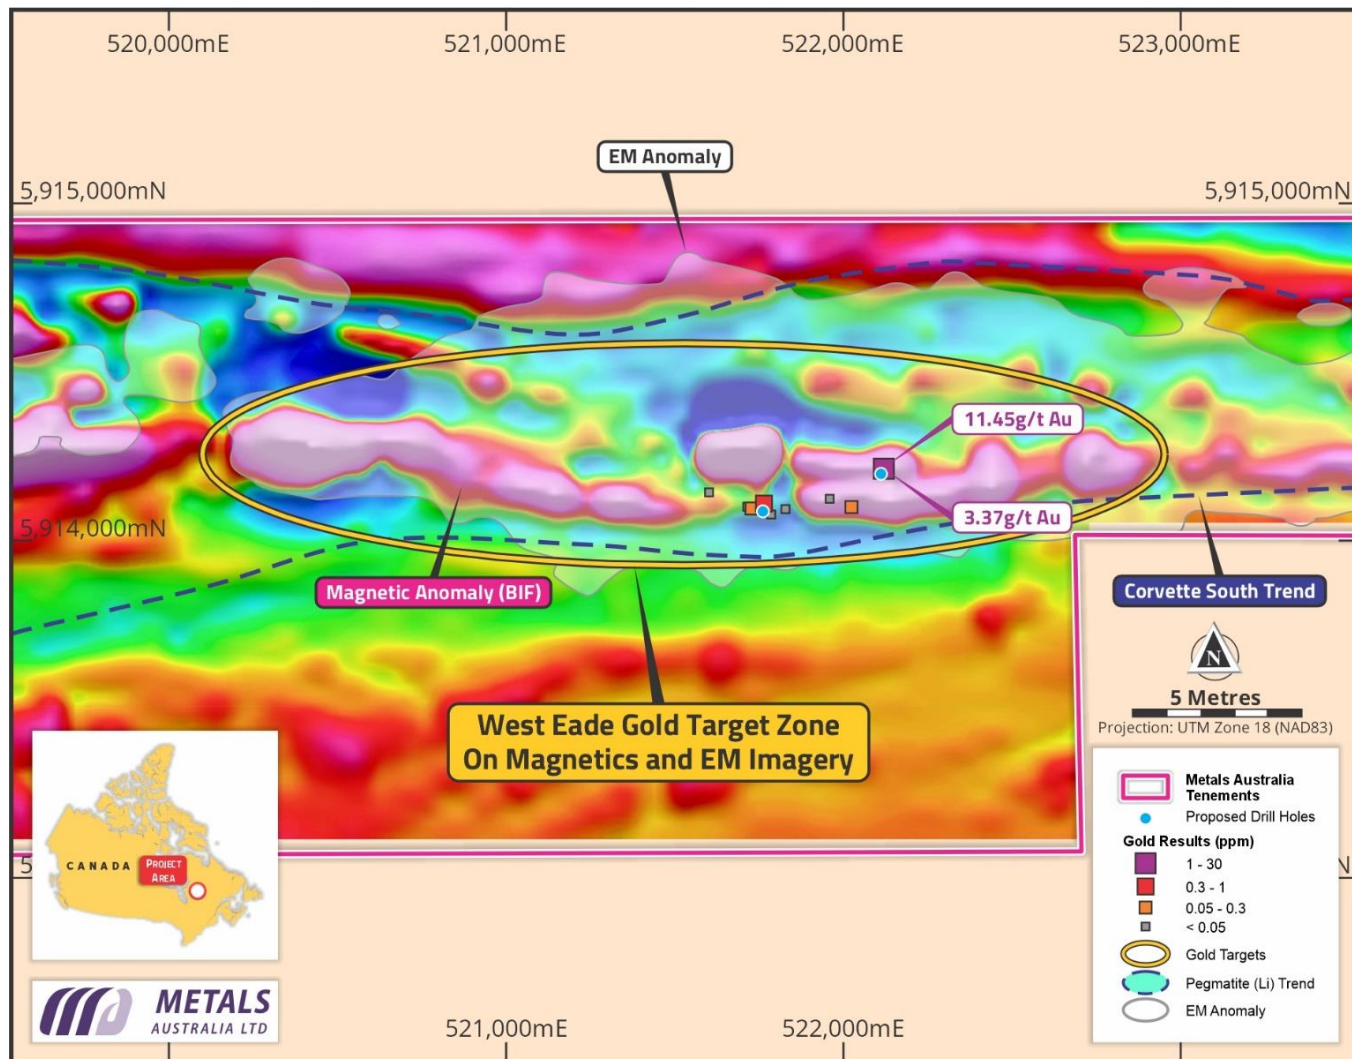 520,000mE
521,000mE
522,000mE
523,000mE
EM Anomaly
5,915,000mN
5,915,000mN
11.45g/t Au
3.37g/t Au
5,914,000mN
Magnetic Anomaly (BIF)
Corvette South Trend
N
5 Metres
Projection: UTM Zone 18 (NAD83)
West Eade Gold Target Zone
On Magnetics and EM Imagery
Metals Australia
Tenements
Proposed Drill Holes
Gold Results (ppm)
1 - 30
0.3 - 1
0.05 - 0.3
< 0.05
Gold Targets
Pegmatite (Li) Trend
EM Anomaly
CANADA
PROJECT
AREA
METALS
AUSTRALIA LTD
521,000mE
522,000mE